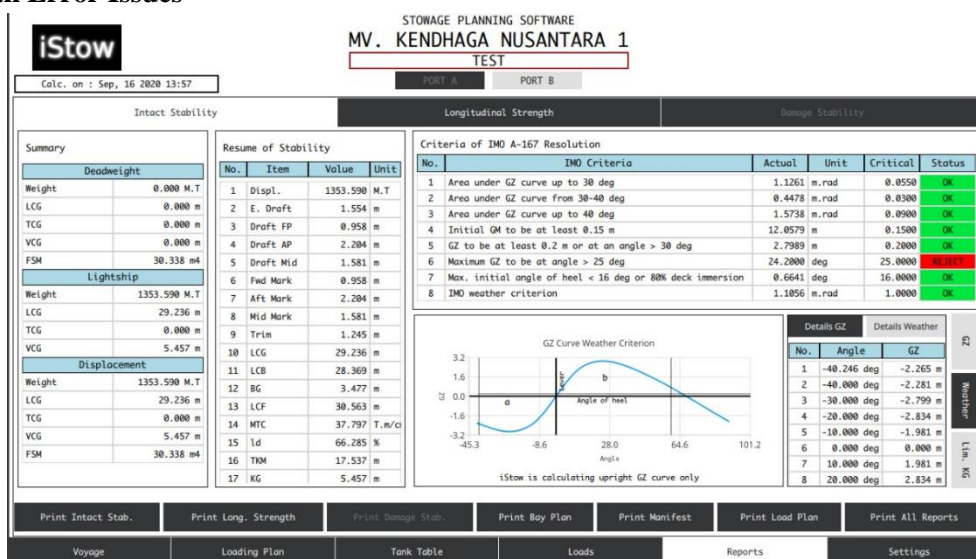 iStow
STOWAGE PLANNING SOFTWARE
MV. KENDHAGA NUSANTARA 1
TEST
PORT A PORT B
Calc. on : Sep, 16 2020 13:57
Intact Stability Longitudinal Strength Damage Stability
Summary
Deadweight
Weight 0.000 M.T
LCG 0.000 m
TCG 0.000 m
VCG 0.000 m
FSM 30.338 m4
Lightship
Weight 1353.590 M.T
LCG 29.236 m
TCG 0.000 m
VCG 5.457 m
Displacement
Weight 1353.590 M.T
LCG 29.236 m
TCG 0.000 m
VCG 5.457 m
FSM 30.338 m4
Resume of Stability
No. Item Value Unit
1 Displ. 1353.590 M.T
2 E. Draft 1.554 m
3 Draft FP 0.958 m
4 Draft AP 2.204 m
5 Draft Mid 1.581 m
6 Fwd Mark 0.958 m
7 Aft Mark 2.204 m
8 Mid Mark 1.581 m
9 Trim 1.245 m
10 LCG 29.236 m
11 LCB 28.369 m
12 BG 3.477 m
13 LCF 30.563 m
14 MTC 37.797 T.m/c
15 ld 66.285 %
16 TKM 17.537 m
17 KG 5.457 m
Criteria of IMO A-167 Resolution
No. IMO Criteria Actual Unit Critical Status
1 Area under GZ curve up to 30 deg 1.1261 m.rad 0.0550 OK
2 Area under GZ curve from 30-40 deg 0.4478 m.rad 0.0300 OK
3 Area under GZ curve up to 40 deg 1.5738 m.rad 0.0900 OK
4 Initial GM to be at least 0.15 m 12.0579 m 0.1500 OK
5 GZ to be at least 0.2 m or at an angle > 30 deg 2.7989 m 0.2000 OK
6 Maximum GZ to be at angle > 25 deg 24.2000 deg 25.0000 REJECT
7 Max. initial angle of heel < 16 deg or 80% deck immersion 0.6641 deg 16.0000 OK
8 IMO weather criterion 1.1056 m.rad 1.0000 OK
GZ Curve Weather Criterion
3.2
1.6
0.0
-1.6
-3.2
GZ
Lever
a
b
Angle of heel
-45.3 -8.6 28.0 64.6 101.2
Angle
iStow is calculating upright GZ curve only
Details GZ Details Weather
No. Angle GZ
1 -40.246 deg -2.265 m
2 -40.000 deg -2.281 m
3 -30.000 deg -2.799 m
4 -20.000 deg -2.834 m
5 -10.000 deg -1.981 m
6 0.000 deg 0.000 m
7 10.000 deg 1.981 m
8 20.000 deg 2.834 m
GZ
Weather
Lim. KG
Print Intact Stab. Print Long. Strength Print Damage Stab. Print Bay Plan Print Manifest Print Load Plan Print All Reports
Voyage Loading Plan Tank Table Loads Reports Settings